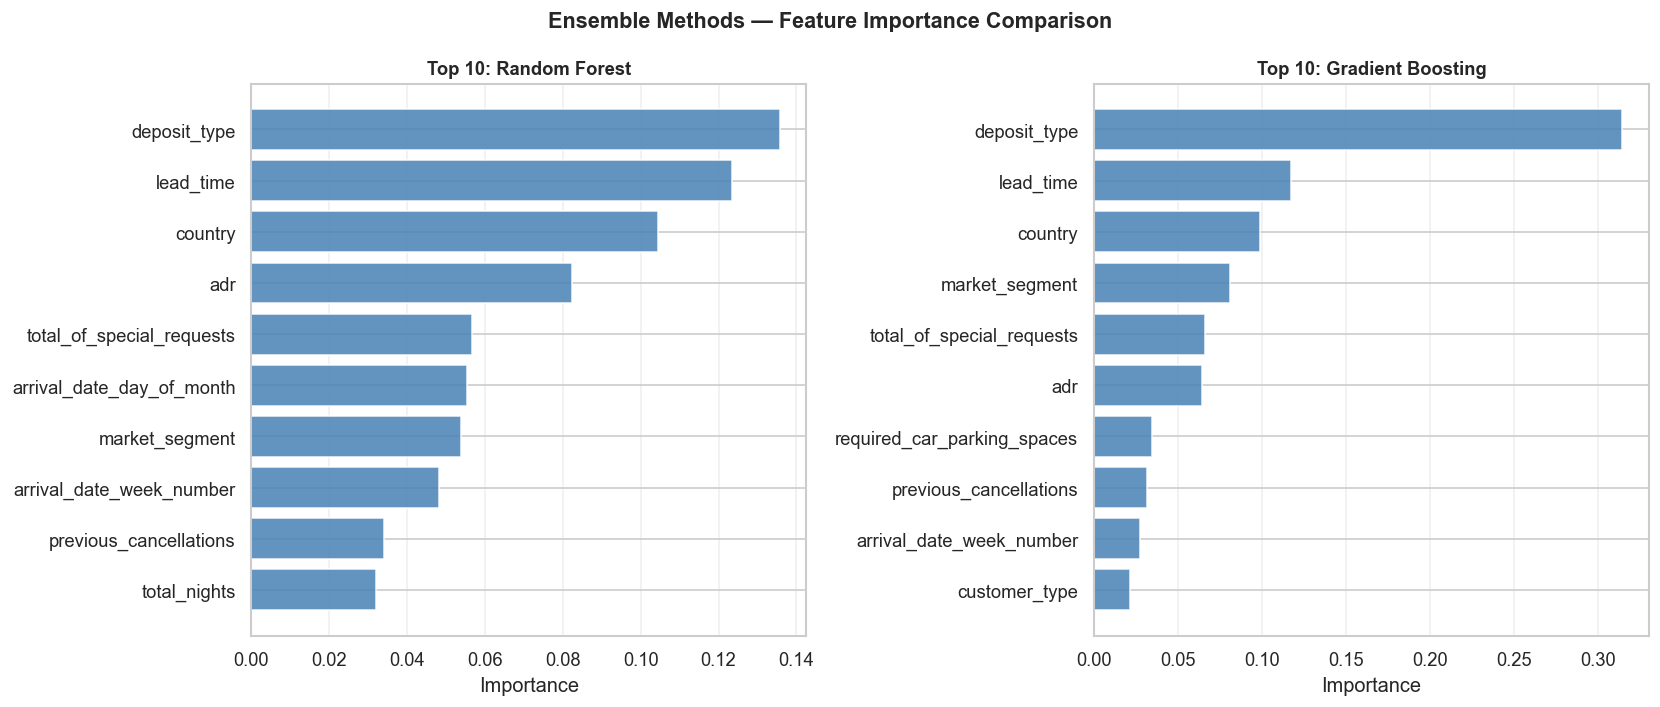 Ensemble Methods — Feature Importance Comparison
Top 10: Random Forest
deposit_type
lead_time
country
adr
total_of_special_requests
arrival_date_day_of_month
market_segment
arrival_date_week_number
previous_cancellations
total_nights
0.00 0.02 0.04 0.06 0.08 0.10 0.12 0.14
Importance
Top 10: Gradient Boosting
deposit_type
lead_time
country
market_segment
total_of_special_requests
adr
required_car_parking_spaces
previous_cancellations
arrival_date_week_number
customer_type
0.00 0.05 0.10 0.15 0.20 0.25 0.30
Importance